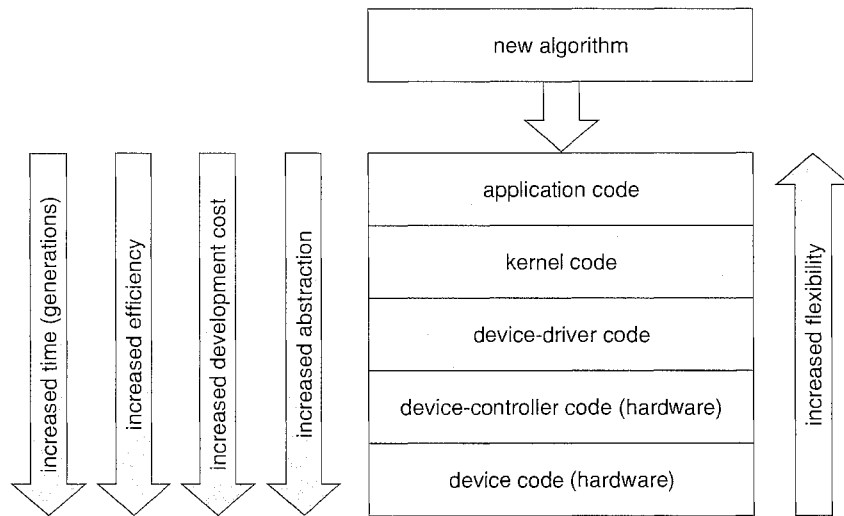 new algorithm
increased time (generations)
increased efficiency
increased development cost
increased abstraction
application code
kernel code
device-driver code
device-controller code (hardware)
device code (hardware)
increased flexibility